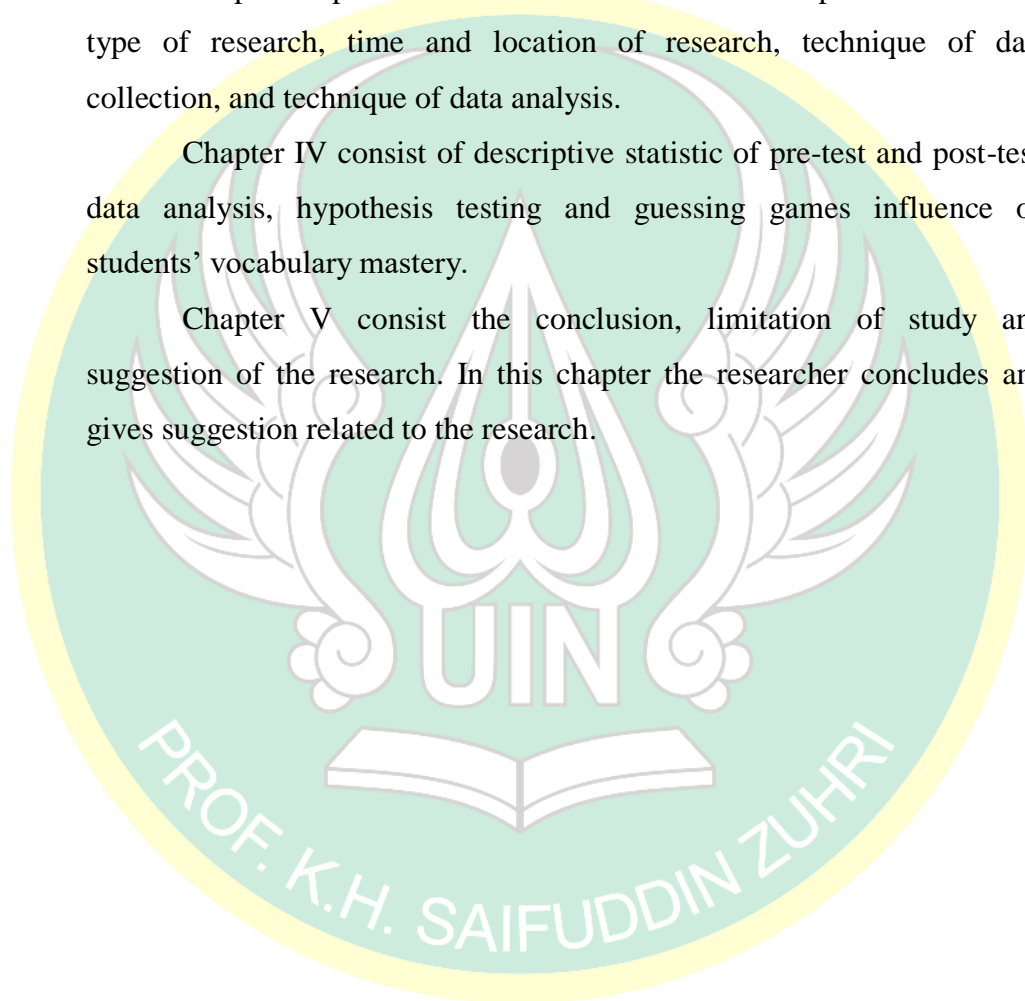 type of research, time and location of research, technique of da
collection, and technique of data analysis.
Chapter IV consist of descriptive statistic of pre-test and post-tes
data analysis, hypothesis testing and guessing games influence o
students’ vocabulary mastery.
Chapter V consist the conclusion, limitation of study an
suggestion of the research. In this chapter the researcher concludes an
gives suggestion related to the research.
UIN
PROF. K.H. SAIFUDDIN ZUHRI